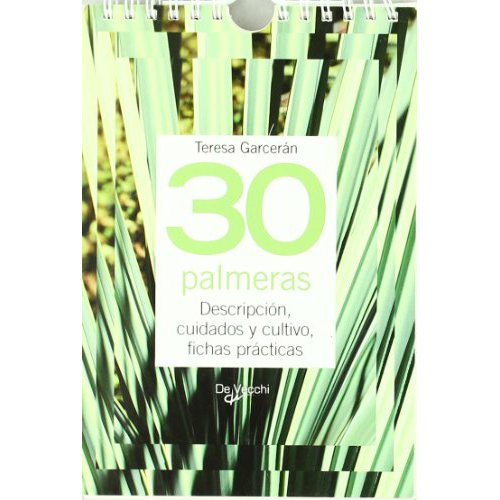 Teresa Garcerán
30
palmeras
Descripción,
cuidados y cultivo,
fichas prácticas
De Vecchi